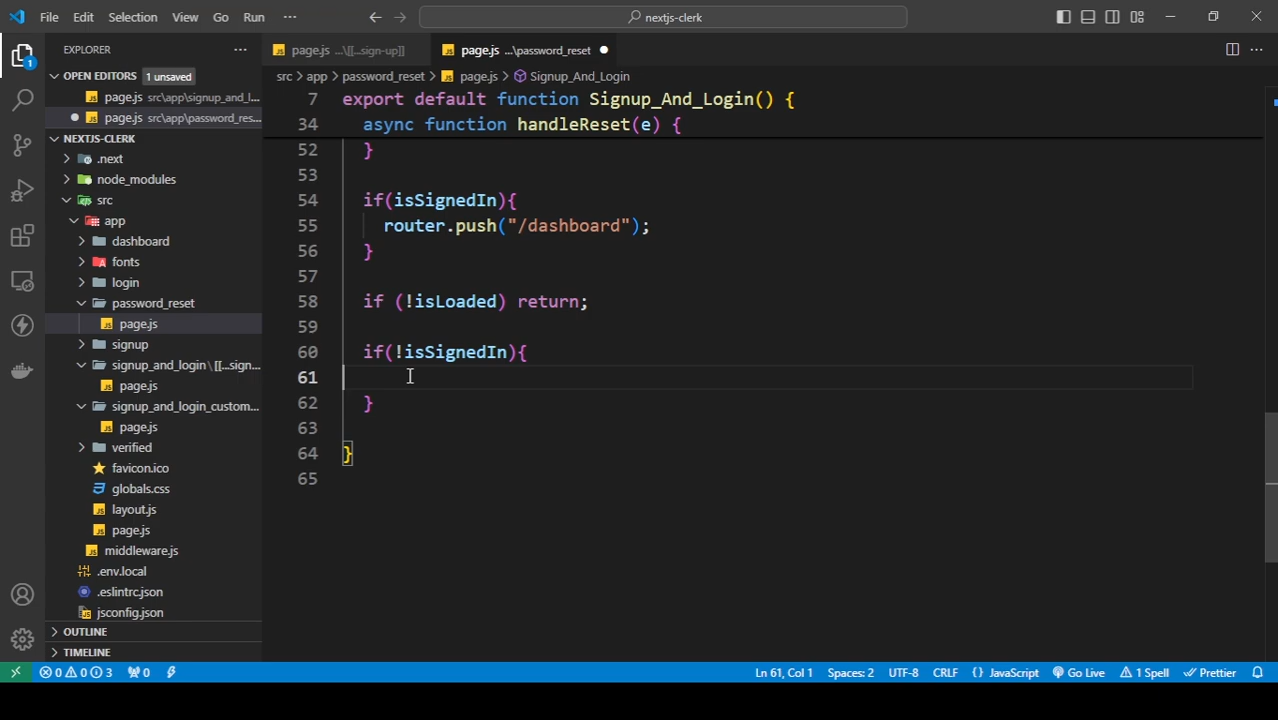 File Edit Selection View Go Run ··· nextjs-clerk
EXPLORER ···
page.js ...\[[...sign-up]]
page.js ...\password_reset
src > app > password_reset > page.js > Signup_And_Login
OPEN EDITORS 1 unsaved
page.js src\app\signup_and_l...
page.js src\app\password_res...
NEXTJS-CLERK
.next
node_modules
src
app
dashboard
fonts
login
password_reset
page.js
signup
signup_and_login\[[...sign...
page.js
signup_and_login_custom...
page.js
verified
favicon.ico
globals.css
layout.js
page.js
middleware.js
.env.local
.eslintrc.json
jsconfig.json
OUTLINE
TIMELINE
1
7 export default function Signup_And_Login() {
34 async function handleReset(e) {
52 }
53
54 if(isSignedIn){
55 router.push("/dashboard");
56 }
57
58 if (!isLoaded) return;
59
60 if(!isSignedIn){
61
62 }
63
64 }
65
0 0 3 0 Ln 61, Col 1 Spaces: 2 UTF-8 CRLF {} JavaScript Go Live 1 Spell Prettier